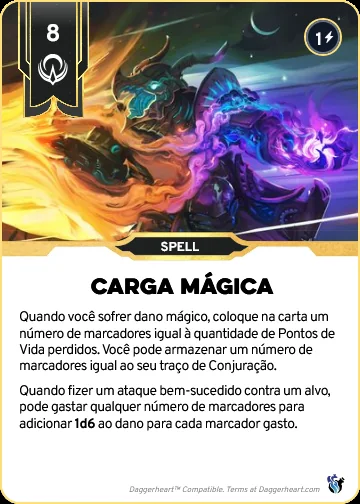 8
1
SPELL
CARGA MÁGICA
Quando você sofrer dano mágico, coloque na carta um
número de marcadores igual à quantidade de Pontos de
Vida perdidos. Você pode armazenar um número de
marcadores igual ao seu traço de Conjuração.
Quando fizer um ataque bem-sucedido contra um alvo,
pode gastar qualquer número de marcadores para
adicionar 1d6 ao dano para cada marcador gasto.
Daggerheart™ Compatible. Terms at Daggerheart.com